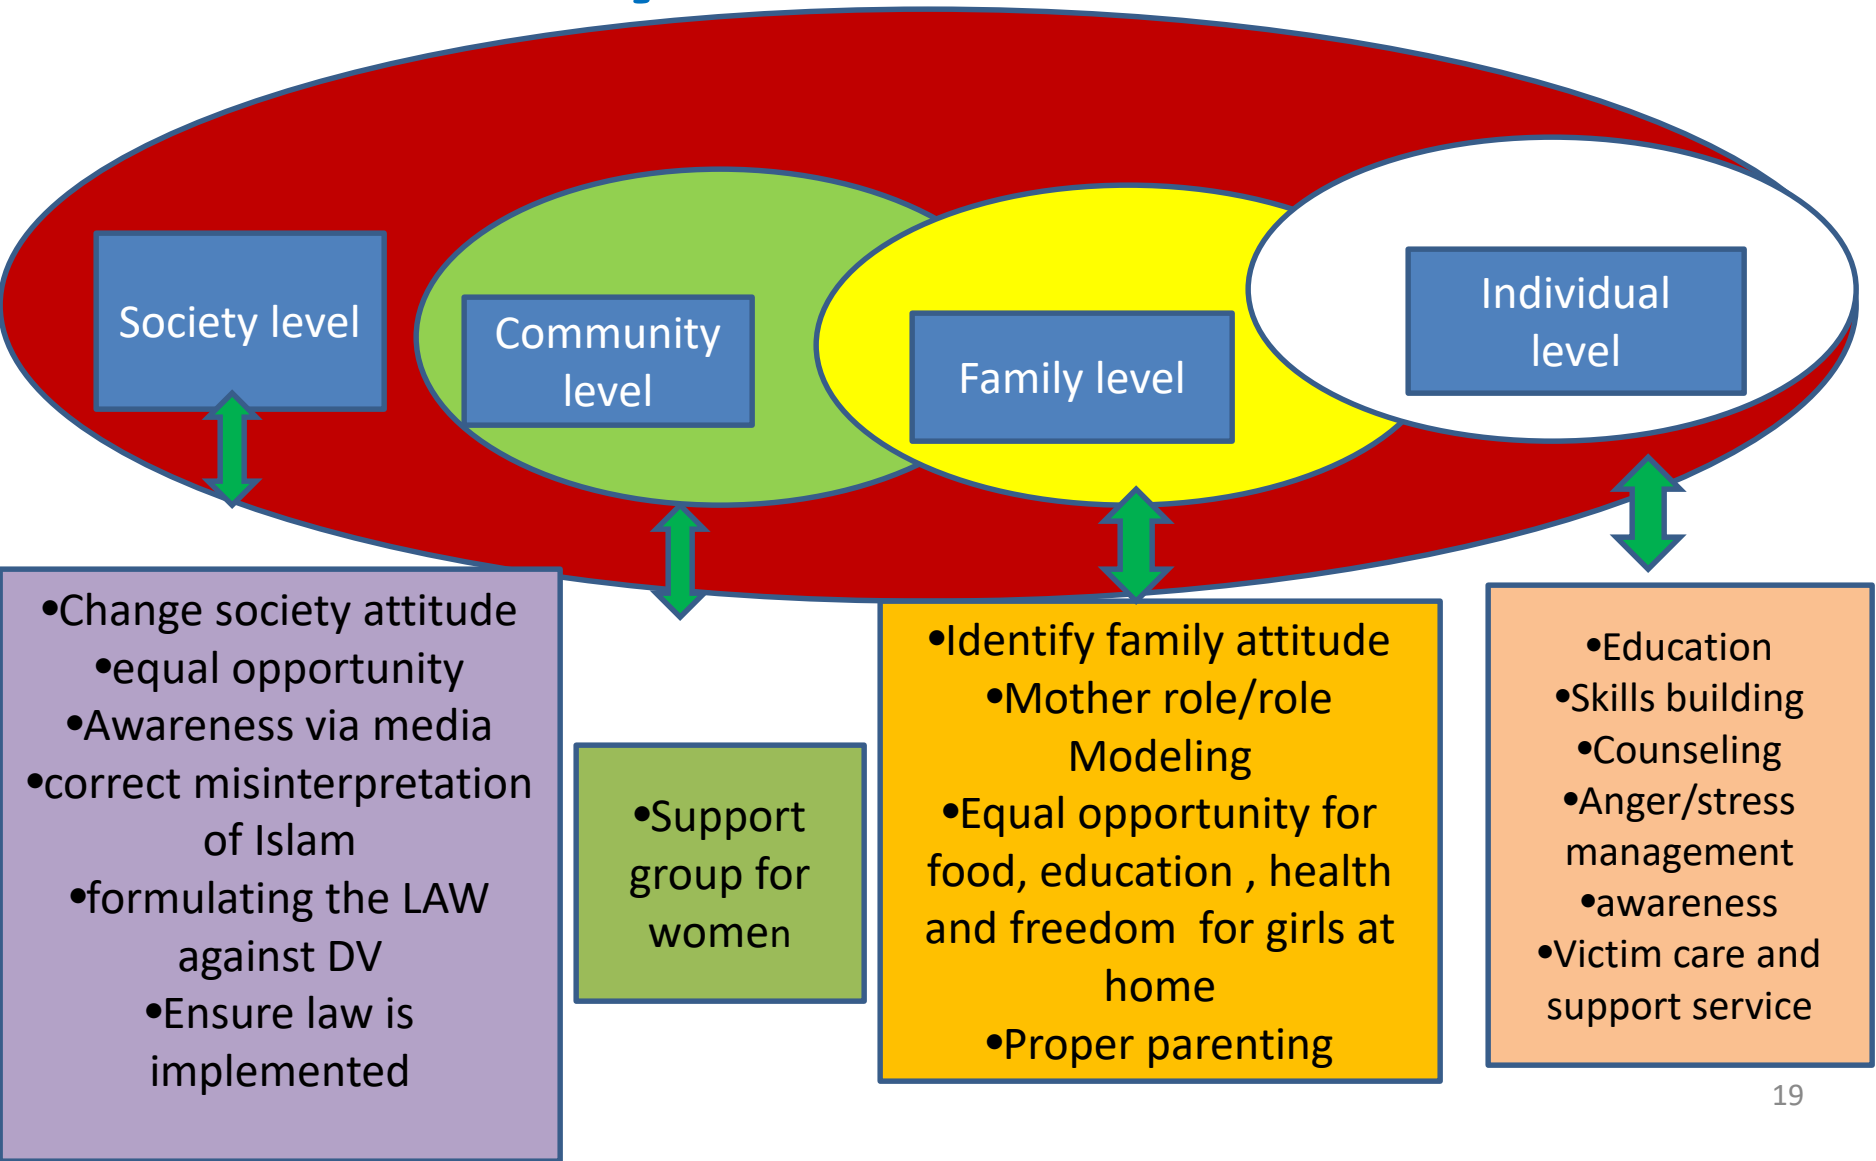 Society level
Community
level
Family level
Individual
level
•Change society attitude
•equal opportunity
•Awareness via media
•correct misinterpretation
of Islam
•formulating the LAW
against DV
•Ensure law is
implemented
•Support
group for
women
•Identify family attitude
•Mother role/role
Modeling
•Equal opportunity for
food, education , health
and freedom  for girls at
home
•Proper parenting
•Education
•Skills building
•Counseling
•Anger/stress
management
•awareness
•Victim care and
support service
19